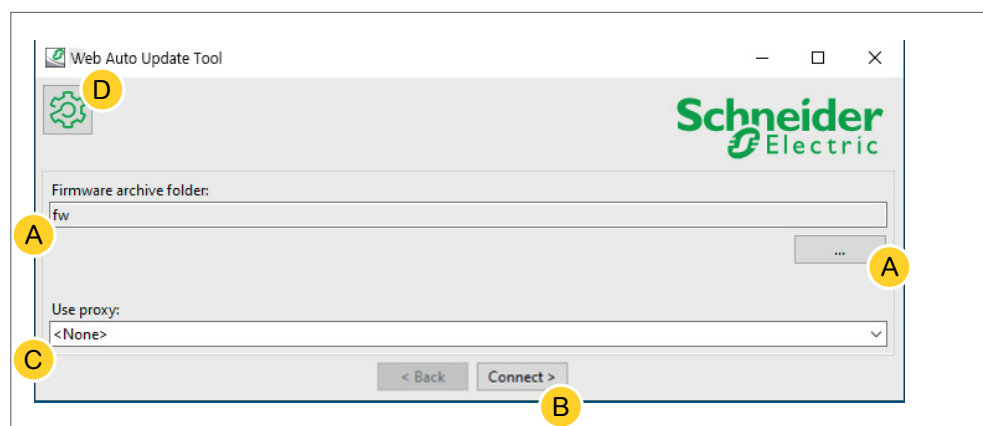 Web Auto Update Tool
D
Schneider
Electric
Firmware archive folder:
fw
A
...
A
Use proxy:
<None>
C
< Back Connect >
B